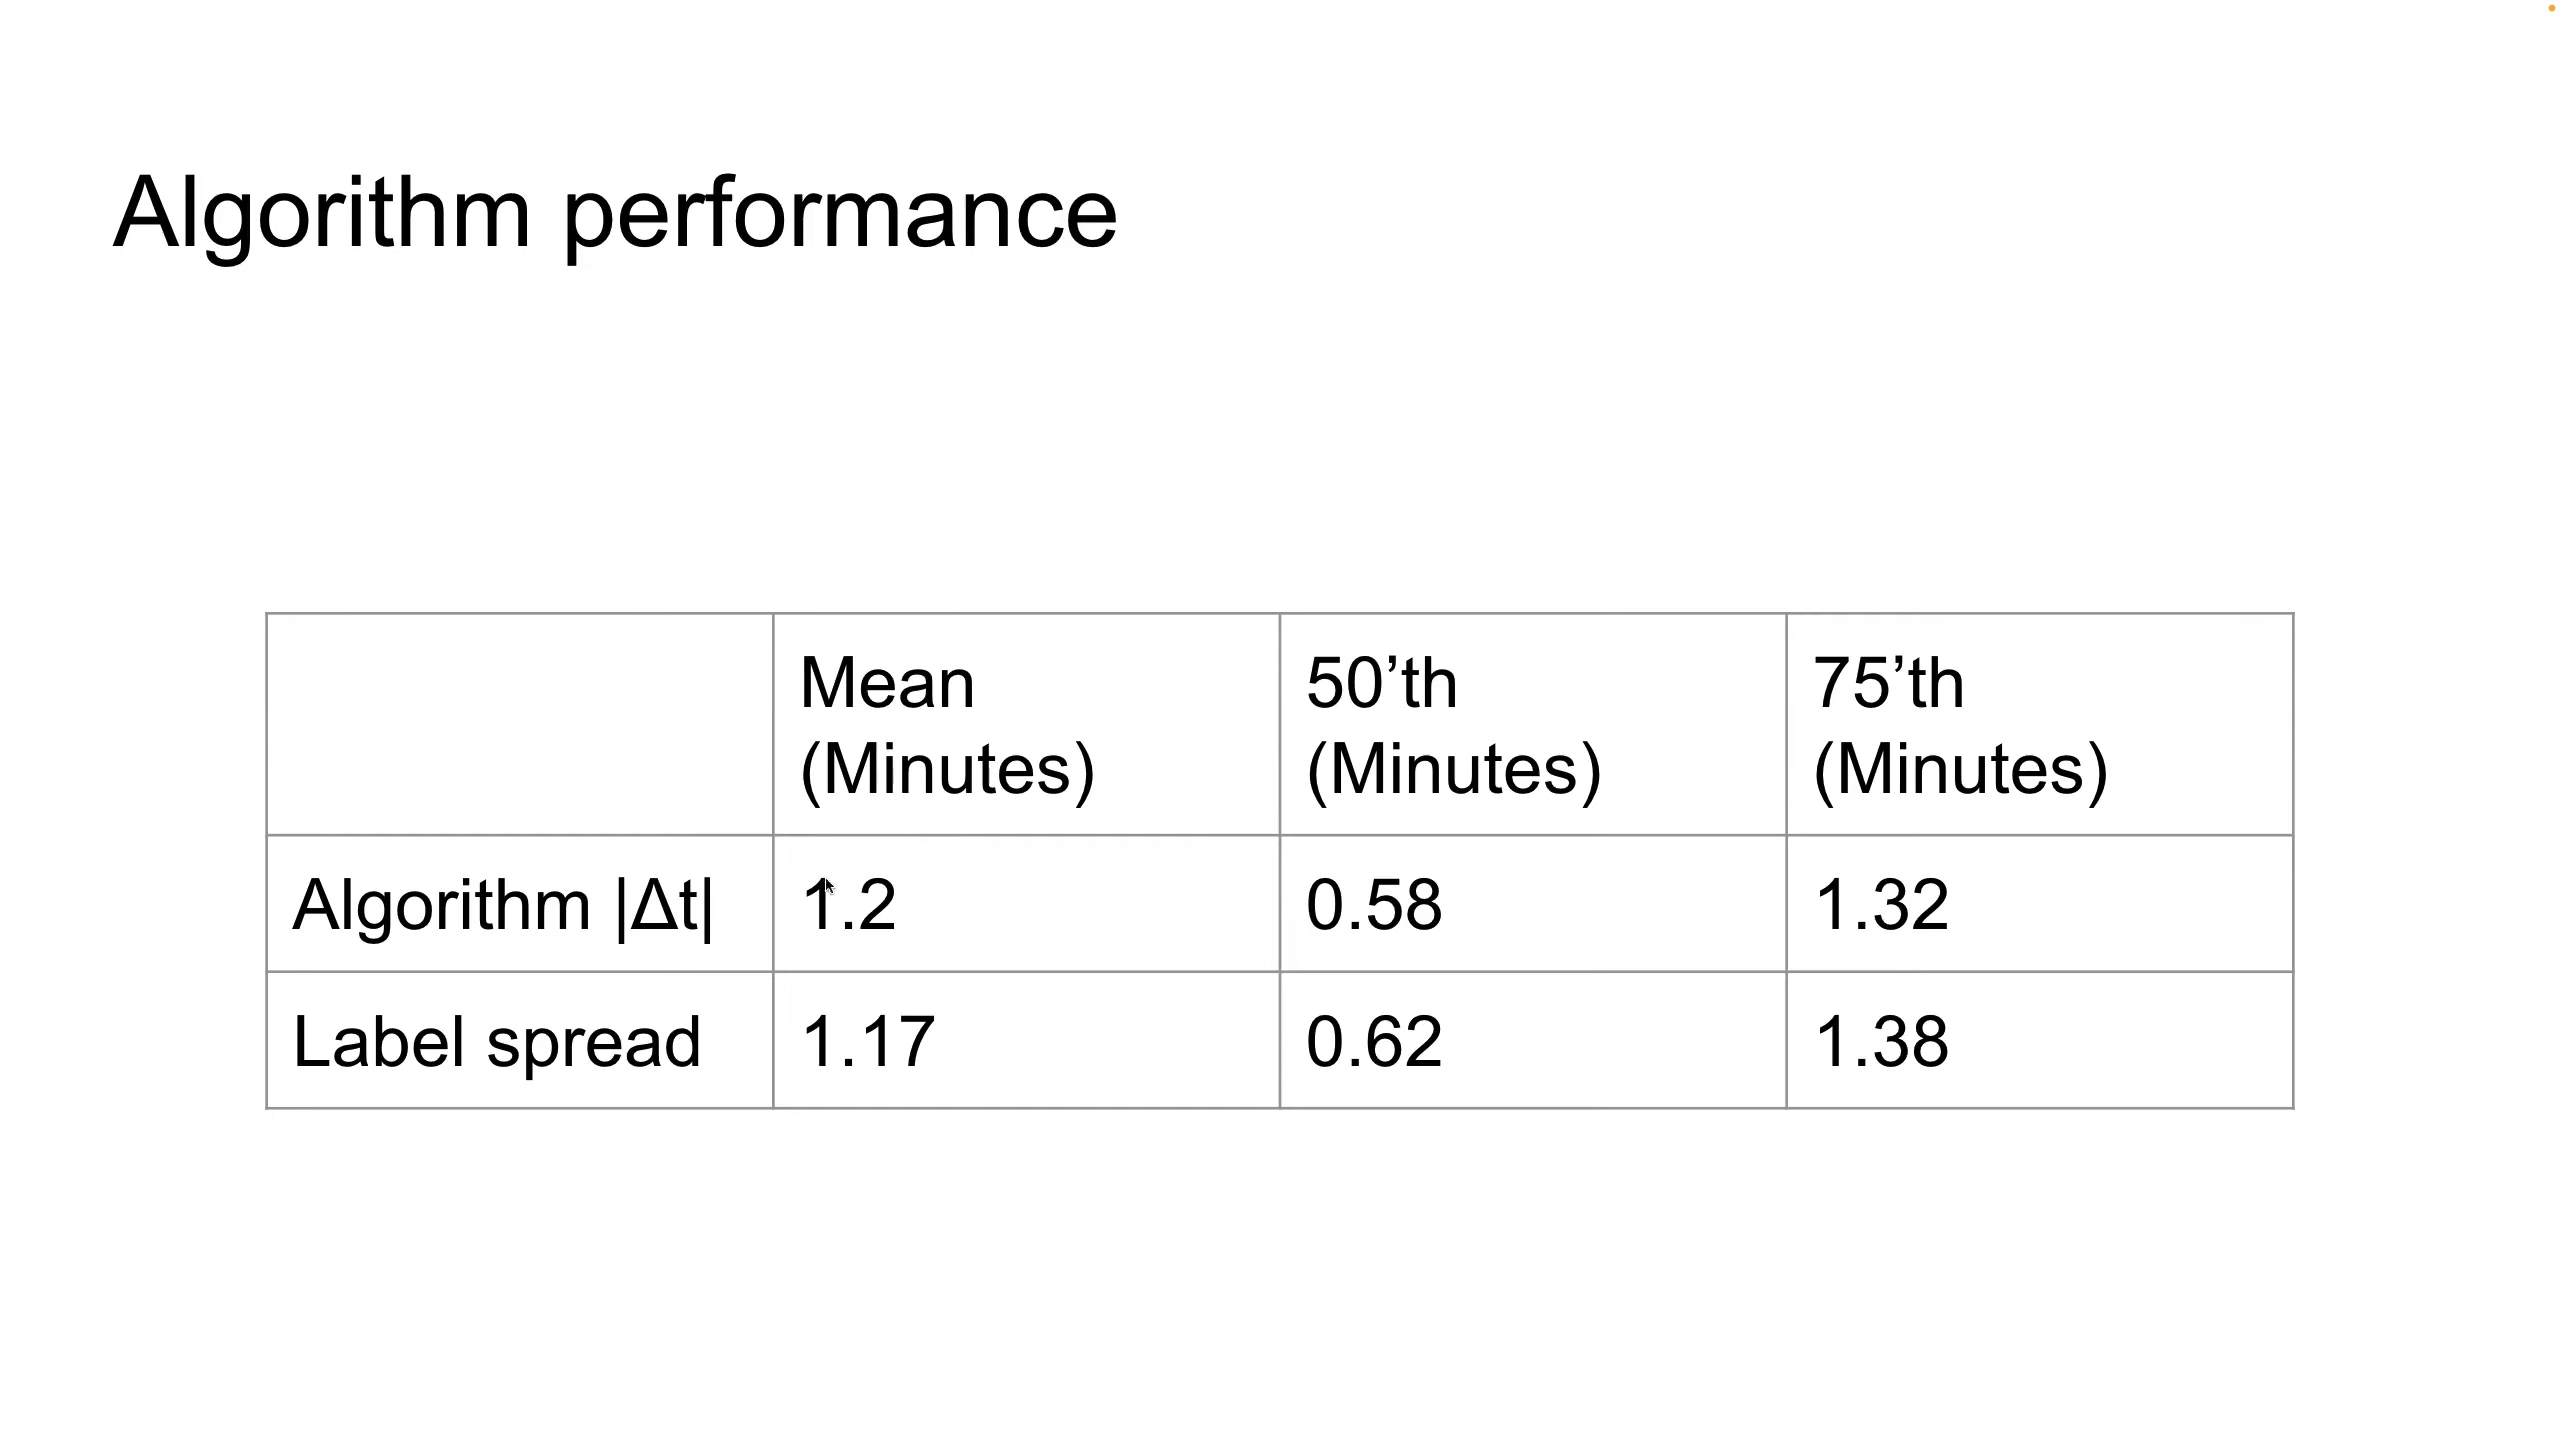 Algorithm performance
Mean
(Minutes)
50’th
(Minutes)
75’th
(Minutes)
Algorithm |Δt|
1.2
0.58
1.32
Label spread
1.17
0.62
1.38